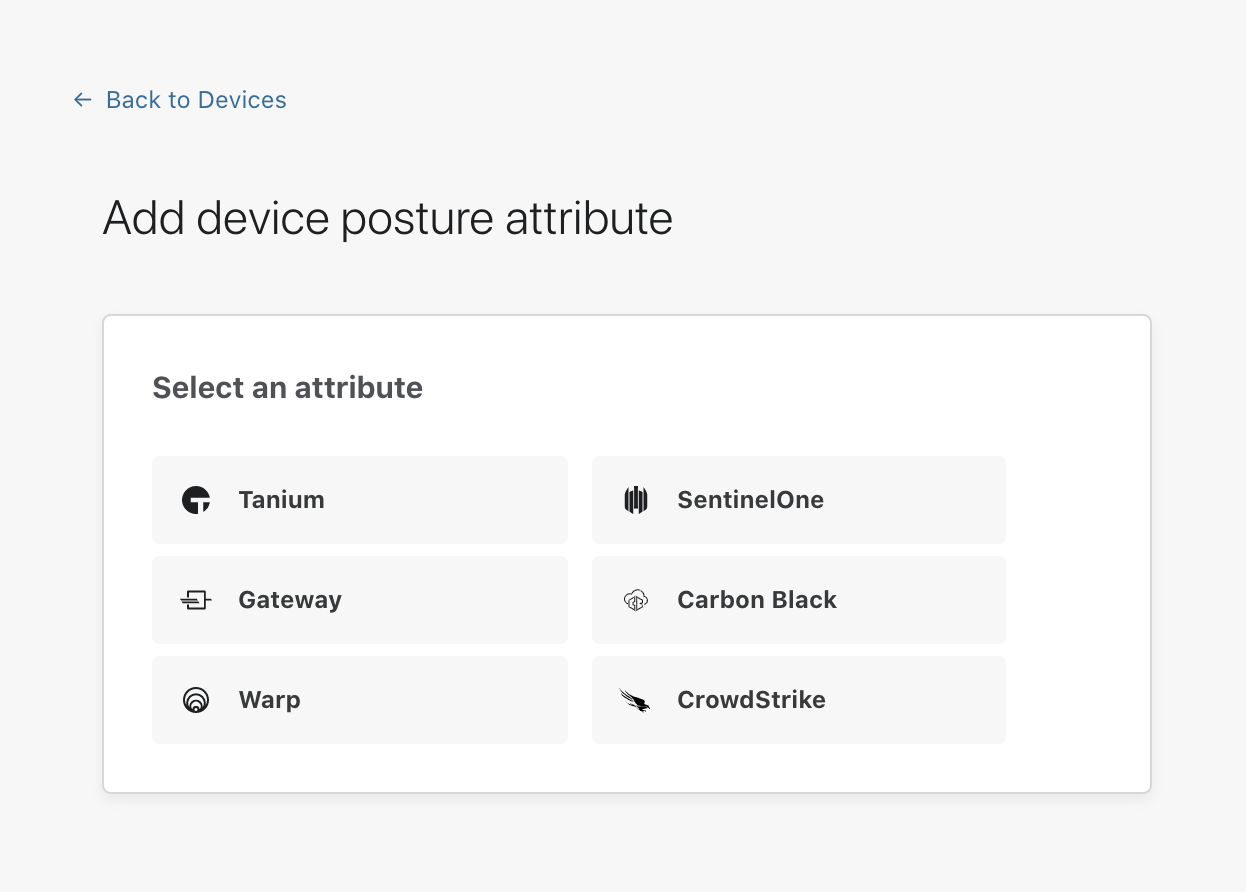 ← Back to Devices
Add device posture attribute
Select an attribute
Tanium
SentinelOne
Gateway
Carbon Black
Warp
CrowdStrike